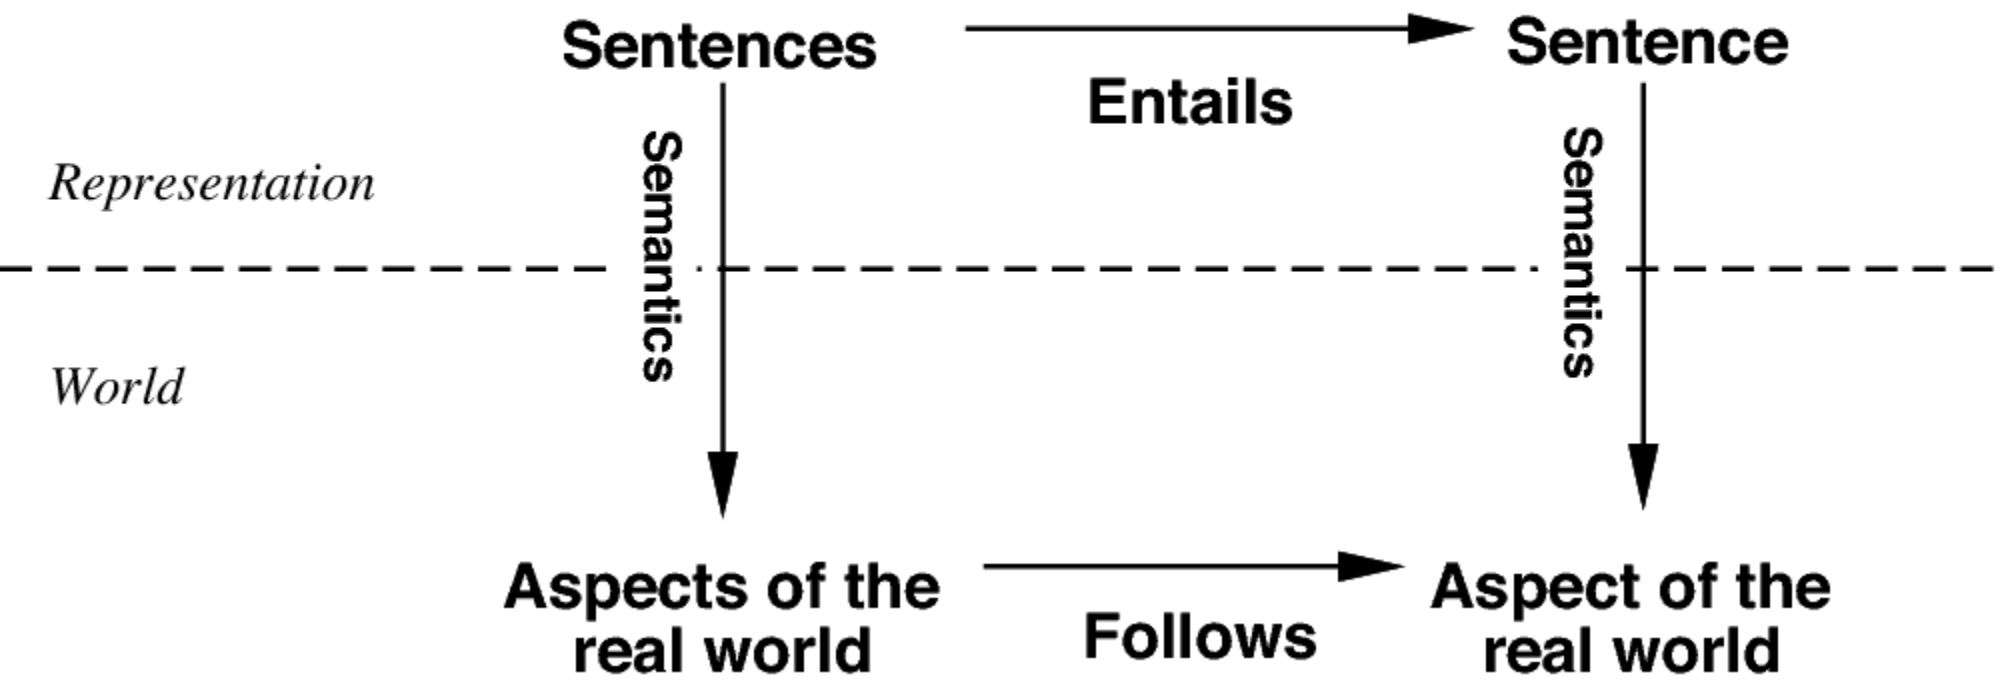 Sentences
Sentence
Entails
Semantics
Semantics
Representation
World
Aspects of the
real world
Follows
Aspect of the
real world